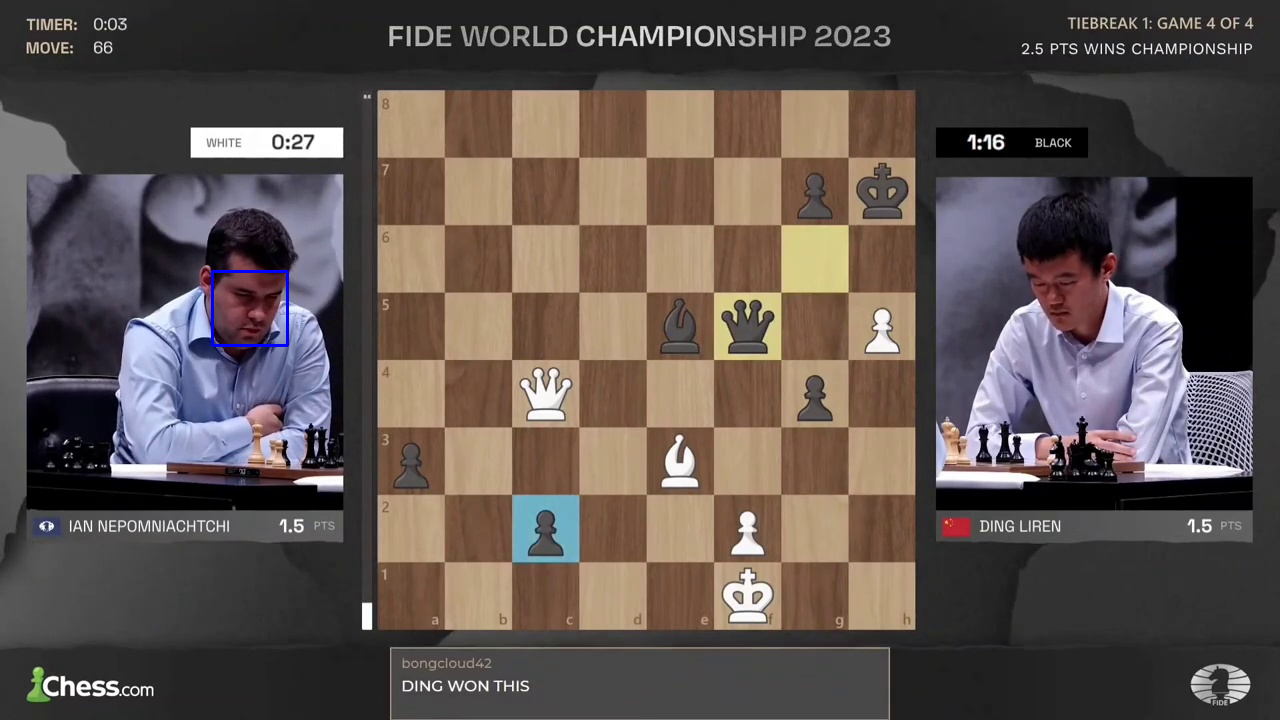 TIMER: 0:03
MOVE: 66
FIDE WORLD CHAMPIONSHIP 2023
TIEBREAK 1: GAME 4 OF 4
2.5 PTS WINS CHAMPIONSHIP
WHITE 0:27
1:16 BLACK
8
7
6
5
4
3
2
1
a b c d e f g h
IAN NEPOMNIACHTCHI 1.5 PTS
DING LIREN 1.5 PTS
bongcloud42
DING WON THIS
Chess.com
FIDE